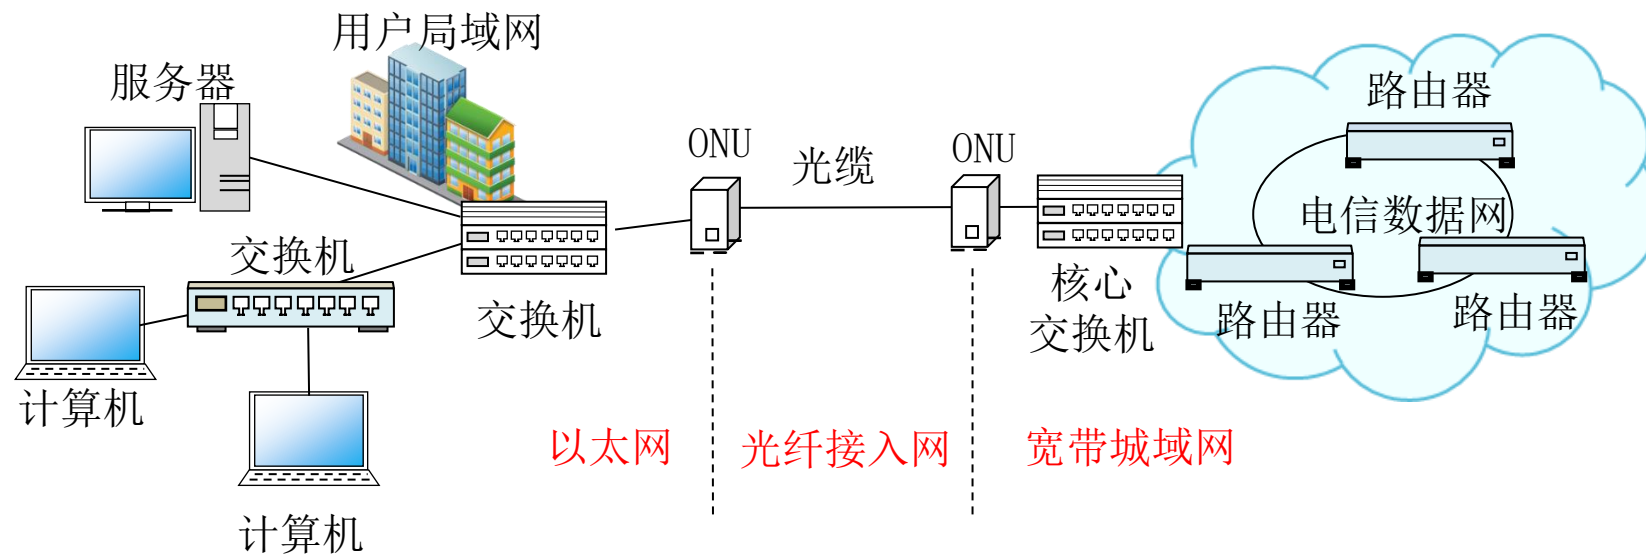 用户局域网
服务器
路由器
ONU
光缆
ONU
电信数据网
交换机
交换机
核心
交换机
路由器
路由器
计算机
以太网
光纤接入网
宽带城域网
计算机